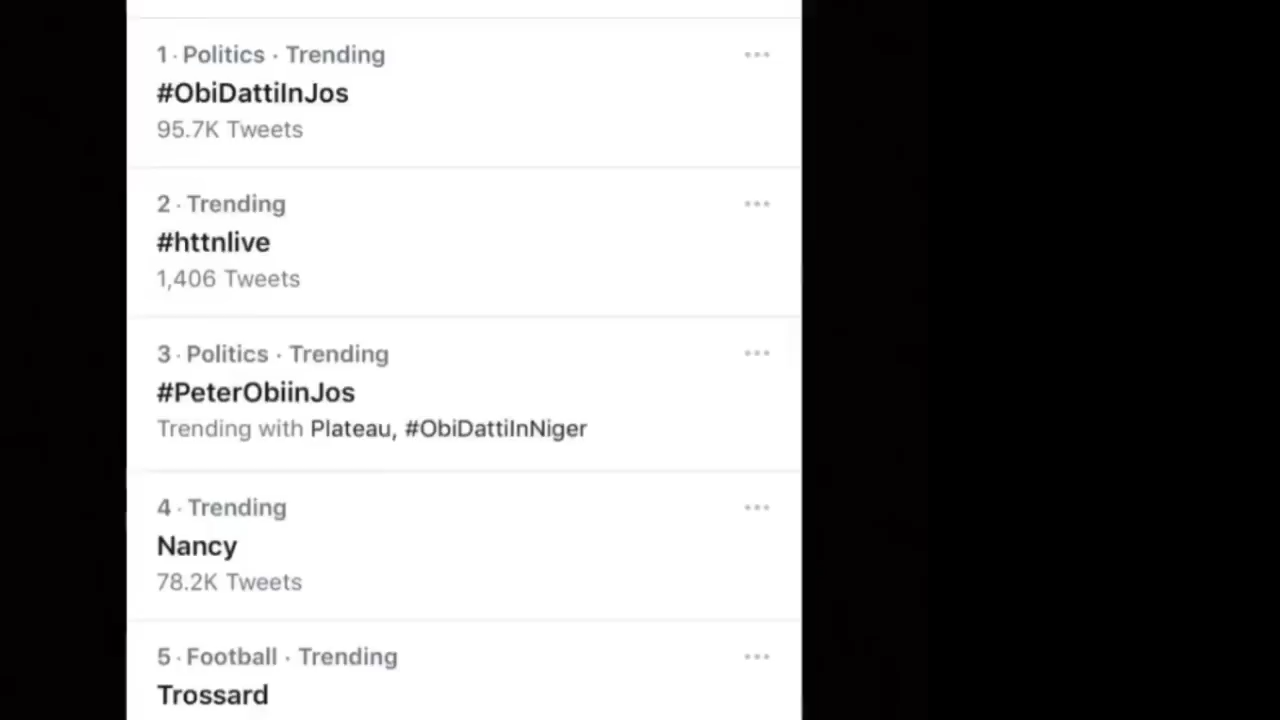 1 · Politics · Trending
#ObiDattiInJos
95.7K Tweets
2 · Trending
#httnlive
1,406 Tweets
3 · Politics · Trending
#PeterObiinJos
Trending with Plateau, #ObiDattiInNiger
4 · Trending
Nancy
78.2K Tweets
5 · Football · Trending
Trossard